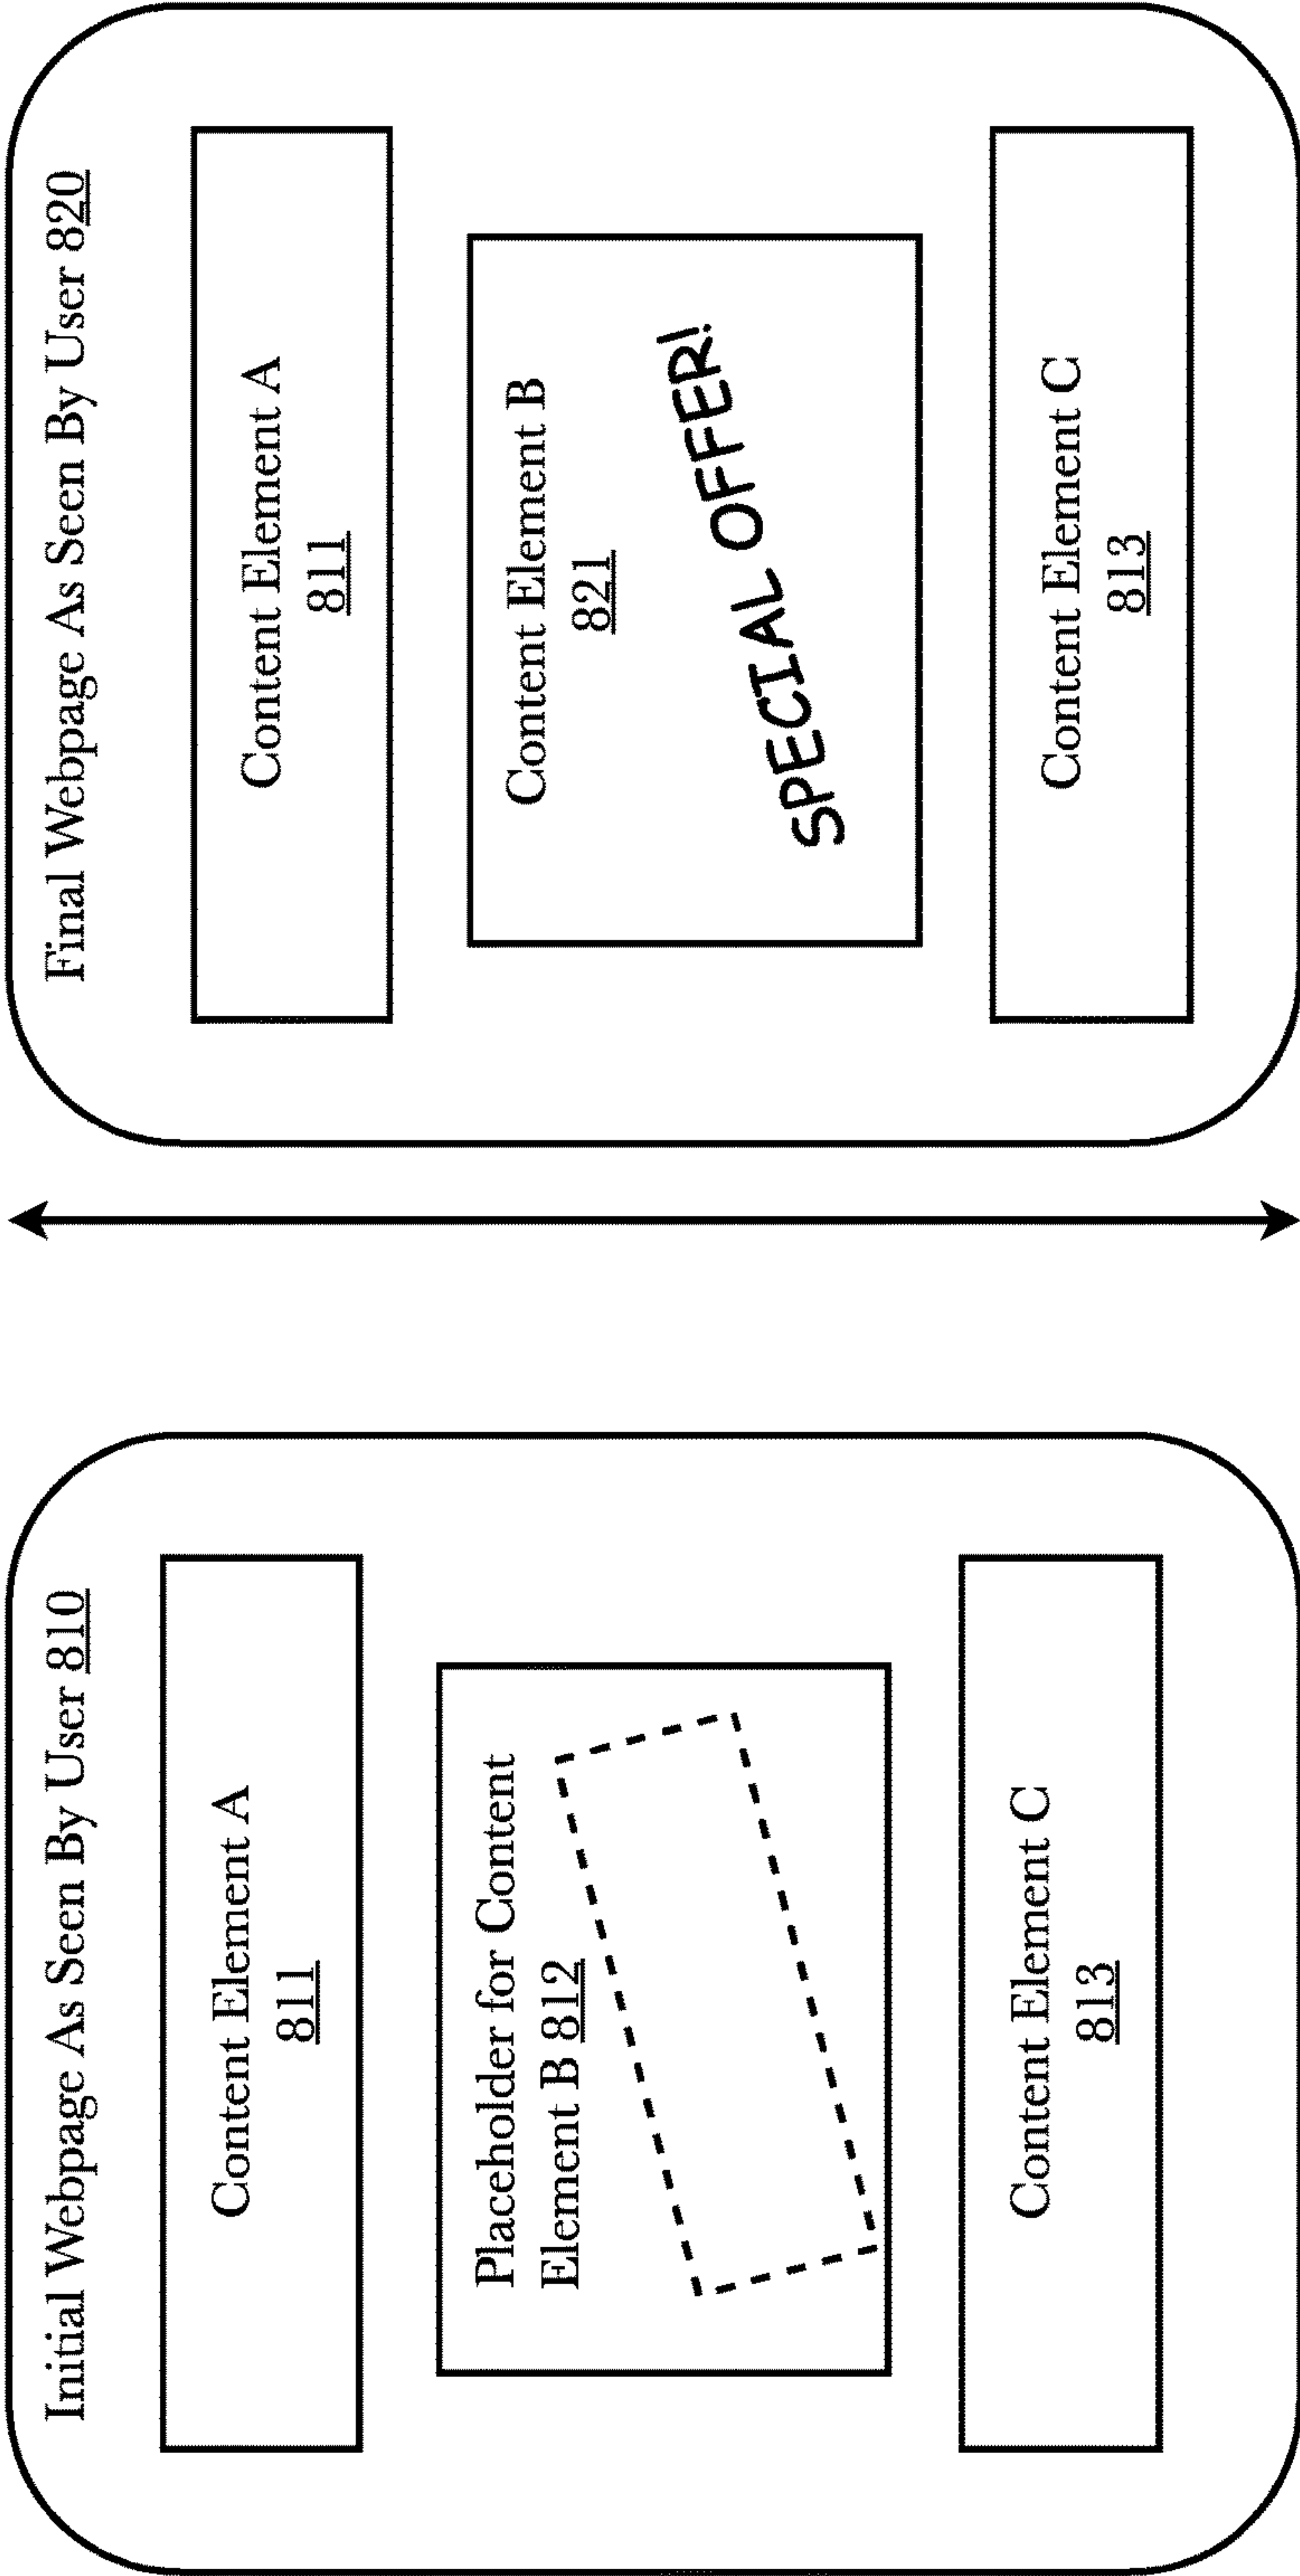 Initial Webpage As Seen By User 810
Content Element A
811
Placeholder for Content
Element B 812
Content Element C
813
Final Webpage As Seen By User 820
Content Element A
811
Content Element B
821
SPECIAL OFFER!
Content Element C
813